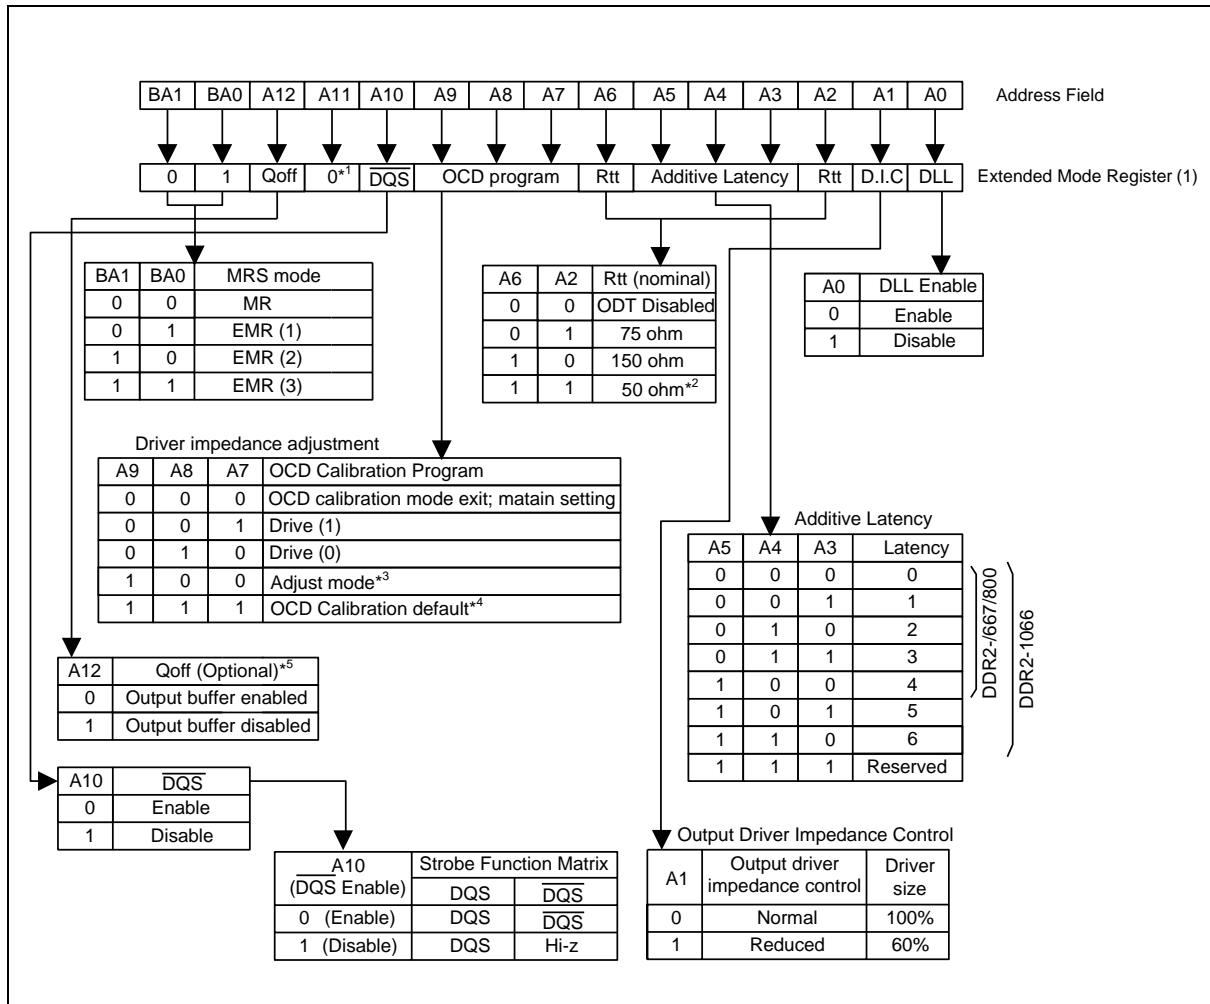 BA1 BA0 A12 A11 A10 A9 A8 A7 A6 A5 A4 A3 A2 A1 A0 Address Field
0 1 Qoff 0*1 DQS OCD program Rtt Additive Latency Rtt D.I.C DLL Extended Mode Register (1)
BA1 BA0 MRS mode
0 0 MR
0 1 EMR (1)
1 0 EMR (2)
1 1 EMR (3)
A6 A2 Rtt (nominal)
0 0 ODT Disabled
0 1 75 ohm
1 0 150 ohm
1 1 50 ohm*2
A0 DLL Enable
0 Enable
1 Disable
Driver impedance adjustment
A9 A8 A7 OCD Calibration Program
0 0 0 OCD calibration mode exit; matain setting
0 0 1 Drive (1)
0 1 0 Drive (0)
1 0 0 Adjust mode*3
1 1 1 OCD Calibration default*4
Additive Latency
A5 A4 A3 Latency
0 0 0 0
0 0 1 1
0 1 0 2
0 1 1 3
1 0 0 4
1 0 1 5
1 1 0 6
1 1 1 Reserved
DDR2-/667/800
DDR2-1066
A12 Qoff (Optional)*5
0 Output buffer enabled
1 Output buffer disabled
A10 DQS
0 Enable
1 Disable
A10 (DQS Enable) Strobe Function Matrix
DQS DQS
0 (Enable) DQS DQS
1 (Disable) DQS Hi-z
Output Driver Impedance Control
A1 Output driver impedance control Driver size
0 Normal 100%
1 Reduced 60%